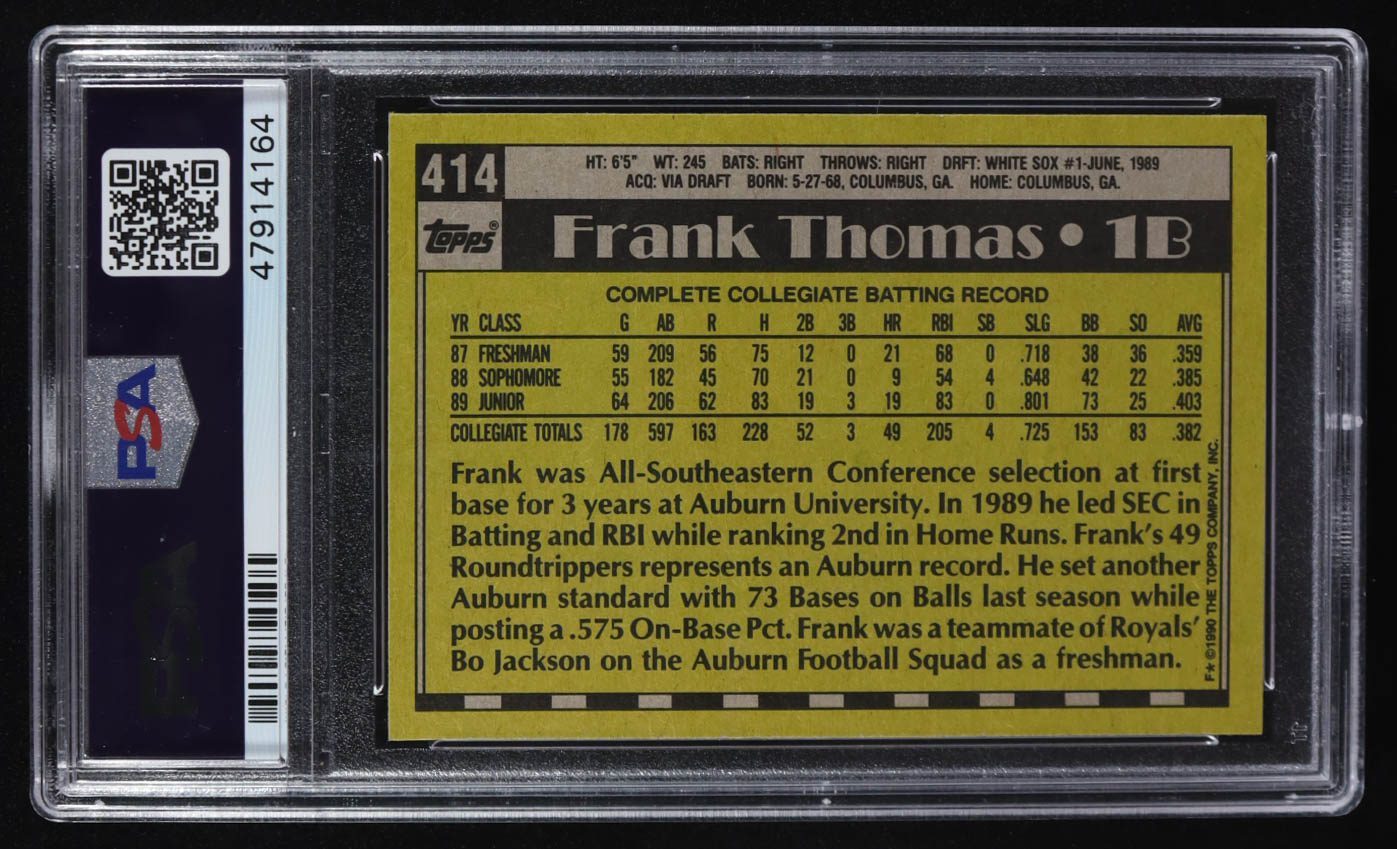 47914164
PSA
PSA
414
HT: 6'5" WT: 245 BATS: RIGHT THROWS: RIGHT DRFT: WHITE SOX #1-JUNE, 1989
ACQ: VIA DRAFT BORN: 5-27-68, COLUMBUS, GA. HOME: COLUMBUS, GA.
Topps®
Frank Thomas • 1B
COMPLETE COLLEGIATE BATTING RECORD
YR CLASS G AB R H 2B 3B HR RBI SB SLG BB SO AVG
87 FRESHMAN 59 209 56 75 12 0 21 68 0 .718 38 36 .359
88 SOPHOMORE 55 182 45 70 21 0 9 54 4 .648 42 22 .385
89 JUNIOR 64 206 62 83 19 3 19 83 0 .801 73 25 .403
COLLEGIATE TOTALS 178 597 163 228 52 3 49 205 4 .725 153 83 .382
Frank was All-Southeastern Conference selection at first
base for 3 years at Auburn University. In 1989 he led SEC in
Batting and RBI while ranking 2nd in Home Runs. Frank's 49
Roundtrippers represents an Auburn record. He set another
Auburn standard with 73 Bases on Balls last season while
posting a .575 On-Base Pct. Frank was a teammate of Royals'
Bo Jackson on the Auburn Football Squad as a freshman.
F★ ©1990 THE TOPPS COMPANY, INC.